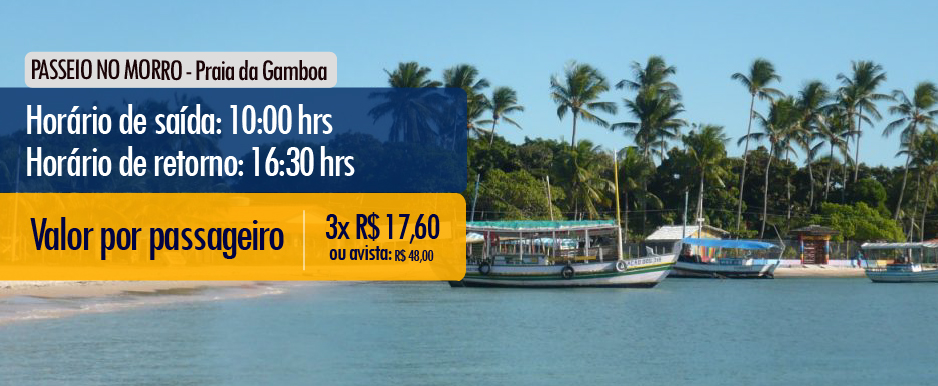 PASSEIO NO MORRO - Praia da Gamboa
Horário de saída: 10:00 hrs
Horário de retorno: 16:30 hrs
Valor por passageiro
3x R$ 17,60
ou avista: R$ 48,00